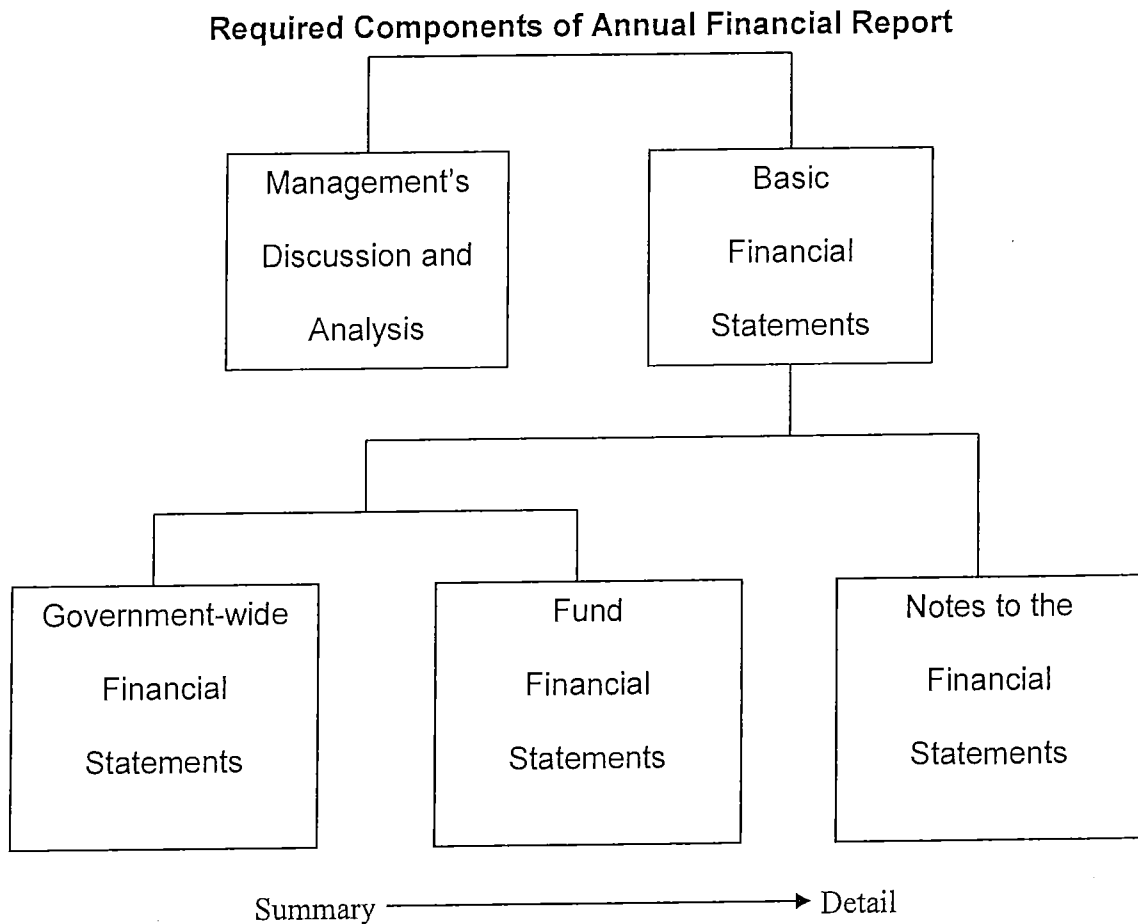 Required Components of Annual Financial Report
Management's
Discussion and
Analysis
Basic
Financial
Statements
Government-wide
Financial
Statements
Fund
Financial
Statements
Notes to the
Financial
Statements
Summary
Detail